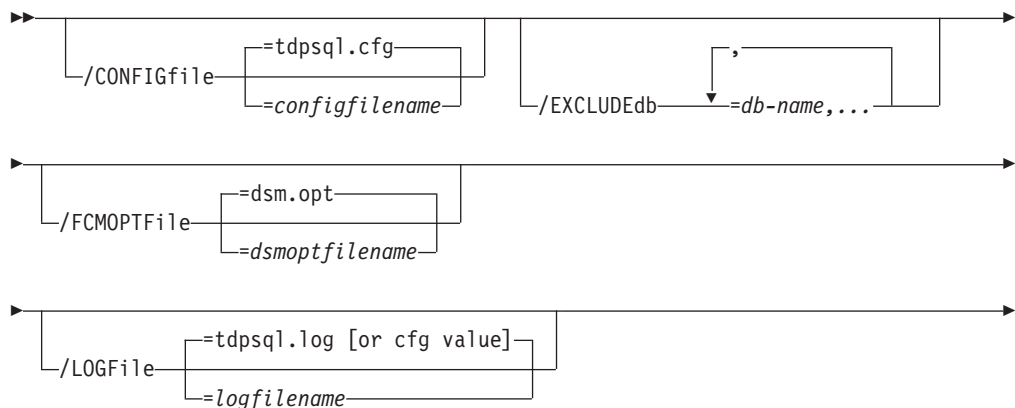 =tdpsql.cfg
,
/CONFIGfile
=configfilename
/EXCLUDEdb
=db-name,...
=dsm.opt
/FCMOPTFile
=dsmoptfilename
=tdpsql.log [or cfg value]
/LOGFile
=logfilename